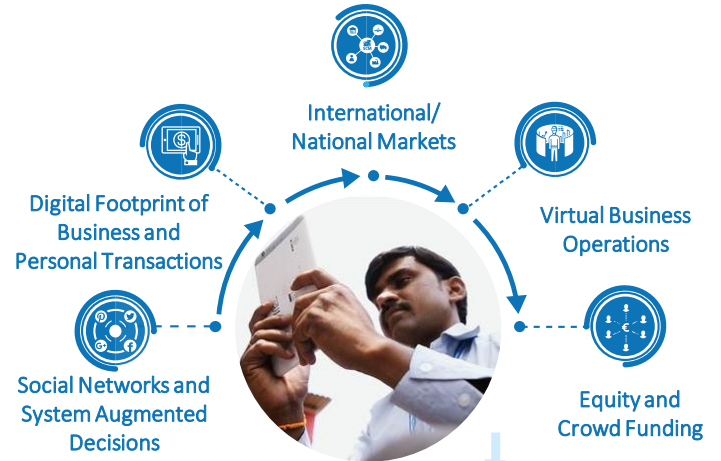 International/
National Markets
Digital Footprint of
Business and
Personal Transactions
Virtual Business
Operations
Social Networks and
System Augmented
Decisions
Equity and
Crowd Funding